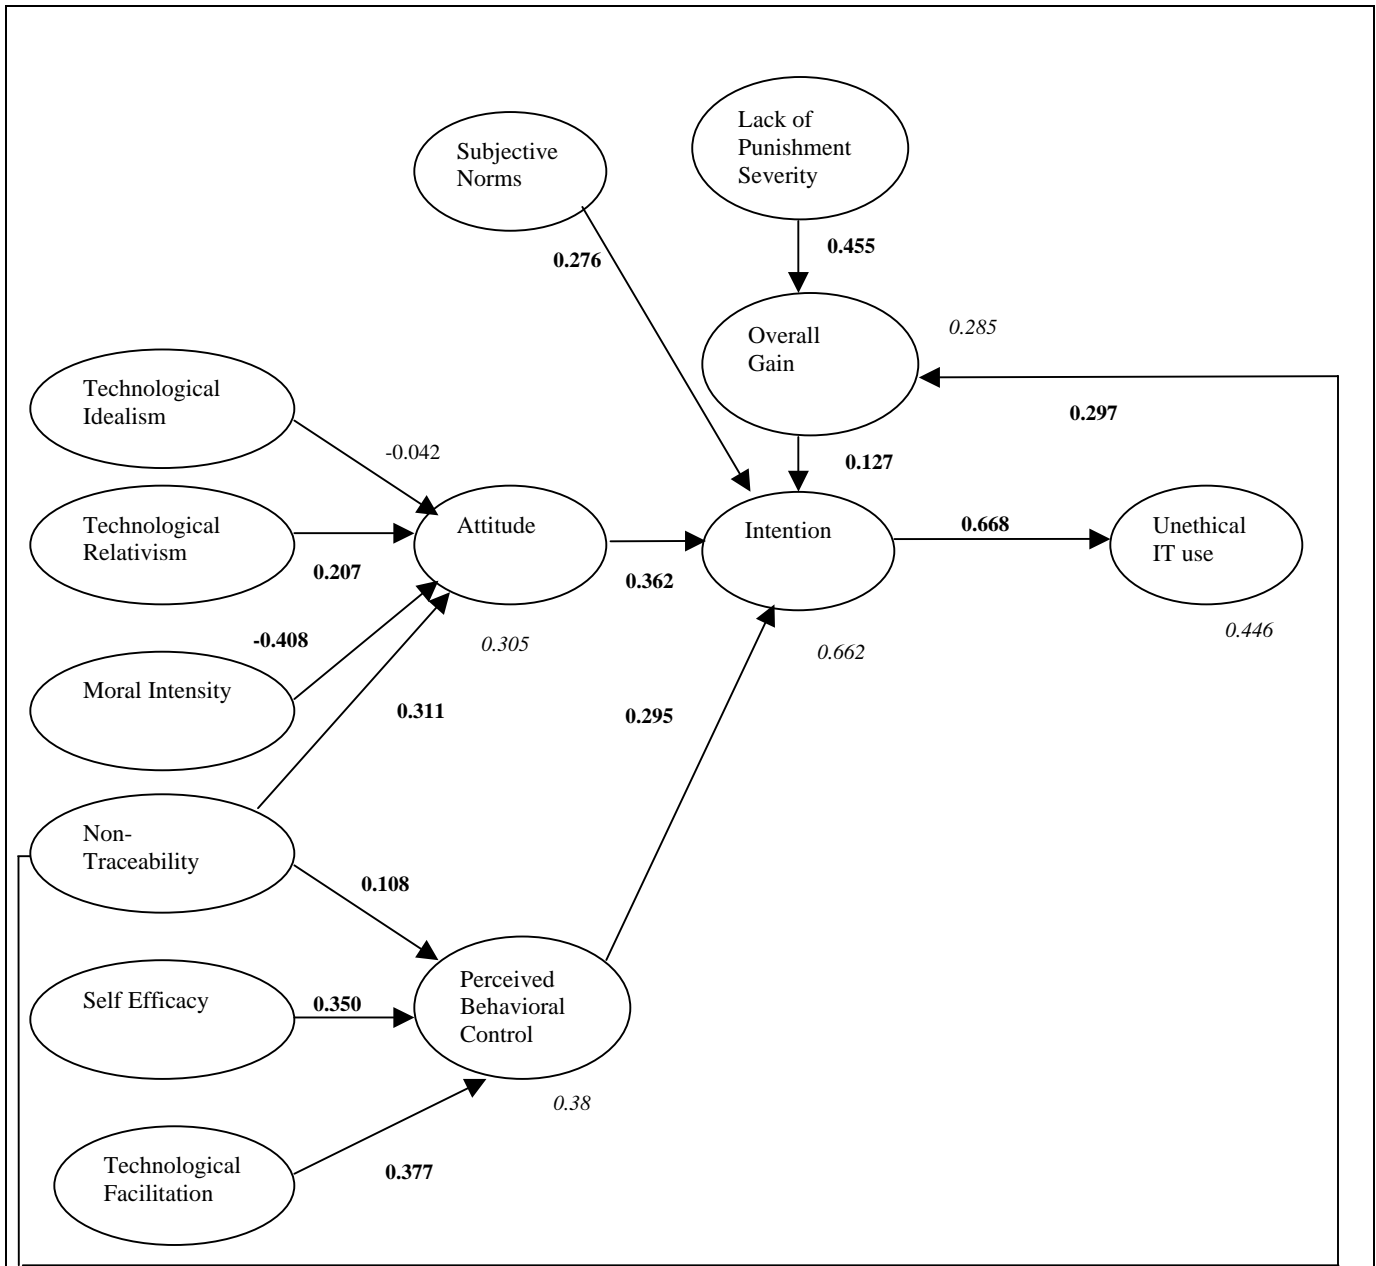 Lack of
Punishment
Severity
Subjective
Norms
0.455
0.276
Overall
Gain
0.285
Technological
Idealism
0.297
-0.042
0.127
Technological
Relativism
Attitude
Intention
0.668
Unethical
IT use
0.207
0.362
-0.408
0.305
0.662
0.446
Moral Intensity
0.311
0.295
Non-
Traceability
0.108
Self Efficacy
0.350
Perceived
Behavioral
Control
0.38
Technological
Facilitation
0.377